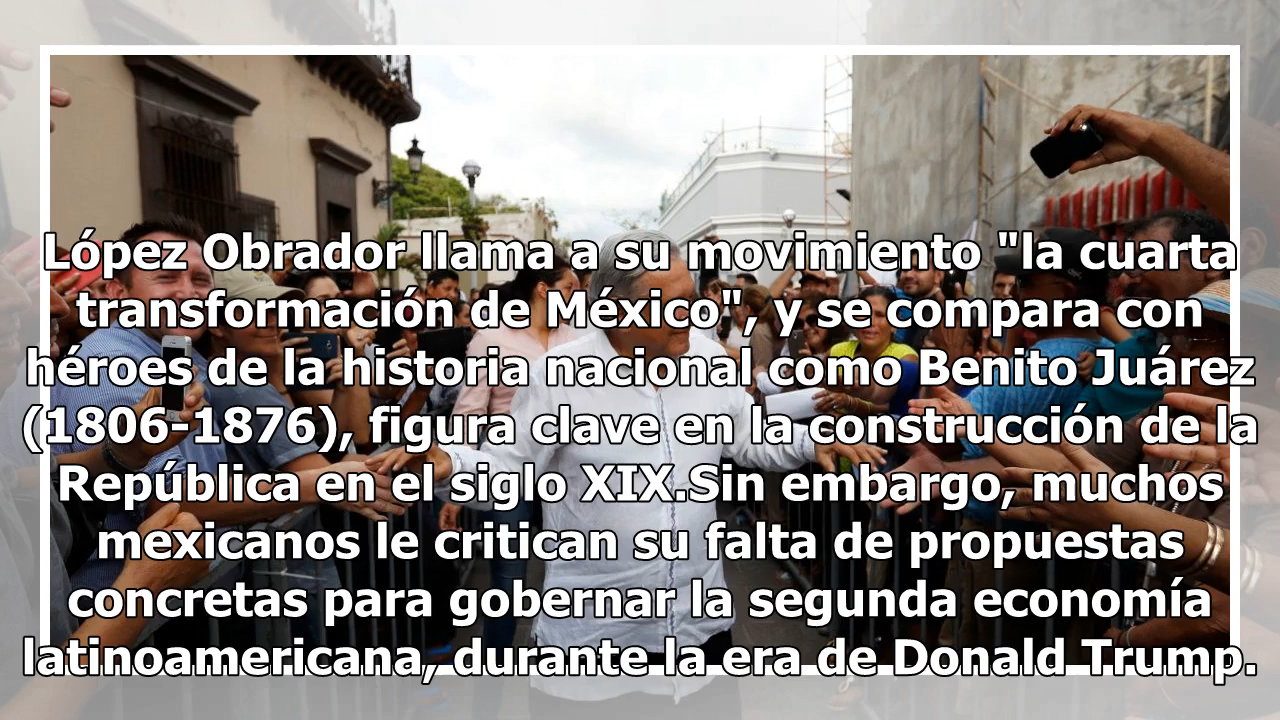 López Obrador llama a su movimiento "la cuarta
transformación de México", y se compara con
héroes de la historia nacional como Benito Juárez
(1806-1876), figura clave en la construcción de la
República en el siglo XIX.Sin embargo, muchos
mexicanos le critican su falta de propuestas
concretas para gobernar la segunda economía
latinoamericana, durante la era de Donald Trump.